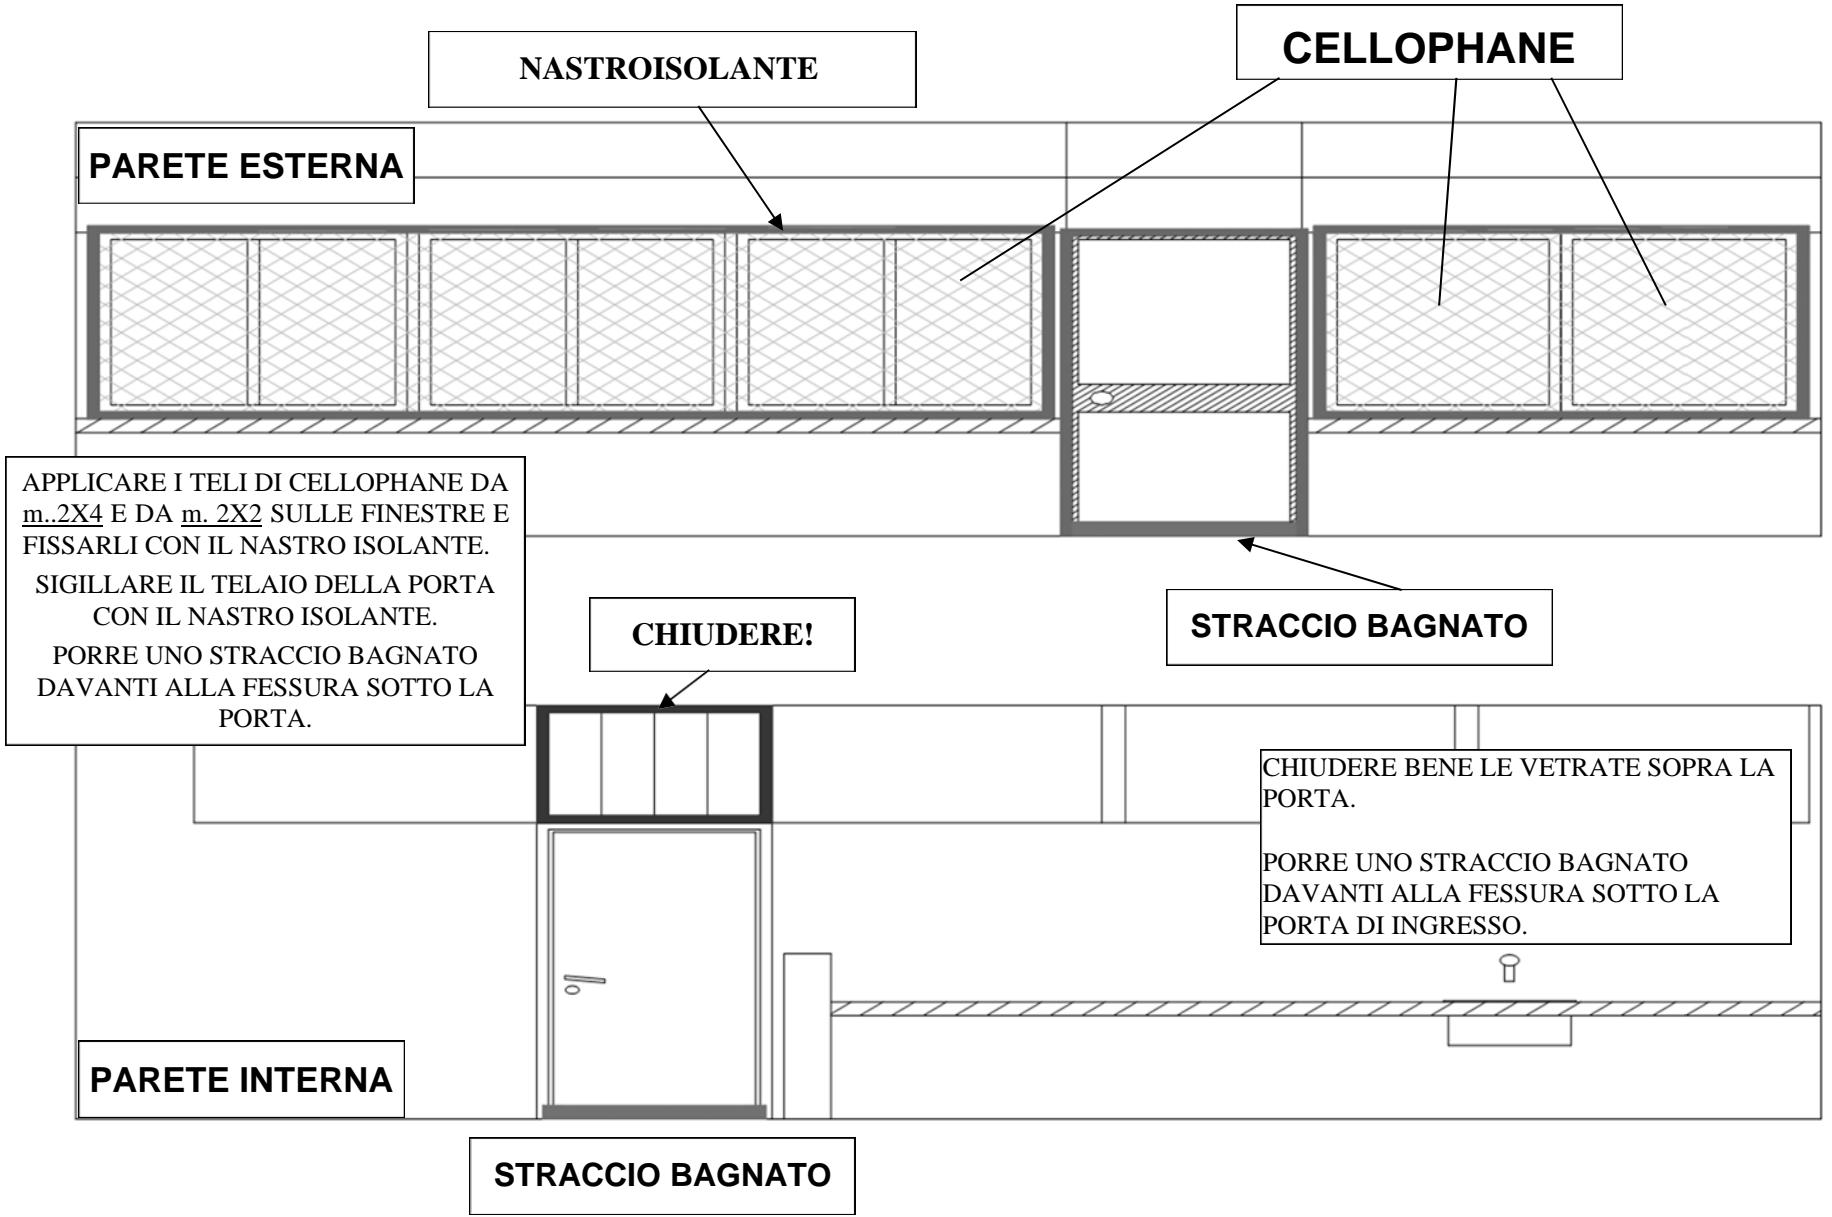 NASTROISOLANTE
CELLOPHANE
PARETE ESTERNA
APPLICARE I TELI DI CELLOPHANE DA
m..2X4 E DA m. 2X2 SULLE FINESTRE E
FISSARLI CON IL NASTRO ISOLANTE.
SIGILLARE IL TELAIO DELLA PORTA
CON IL NASTRO ISOLANTE.
PORRE UNO STRACCIO BAGNATO
DAVANTI ALLA FESSURA SOTTO LA
PORTA.
STRACCIO BAGNATO
CHIUDERE!
CHIUDERE BENE LE VETRATE SOPRA LA
PORTA.
PORRE UNO STRACCIO BAGNATO
DAVANTI ALLA FESSURA SOTTO LA
PORTA DI INGRESSO.
PARETE INTERNA
STRACCIO BAGNATO